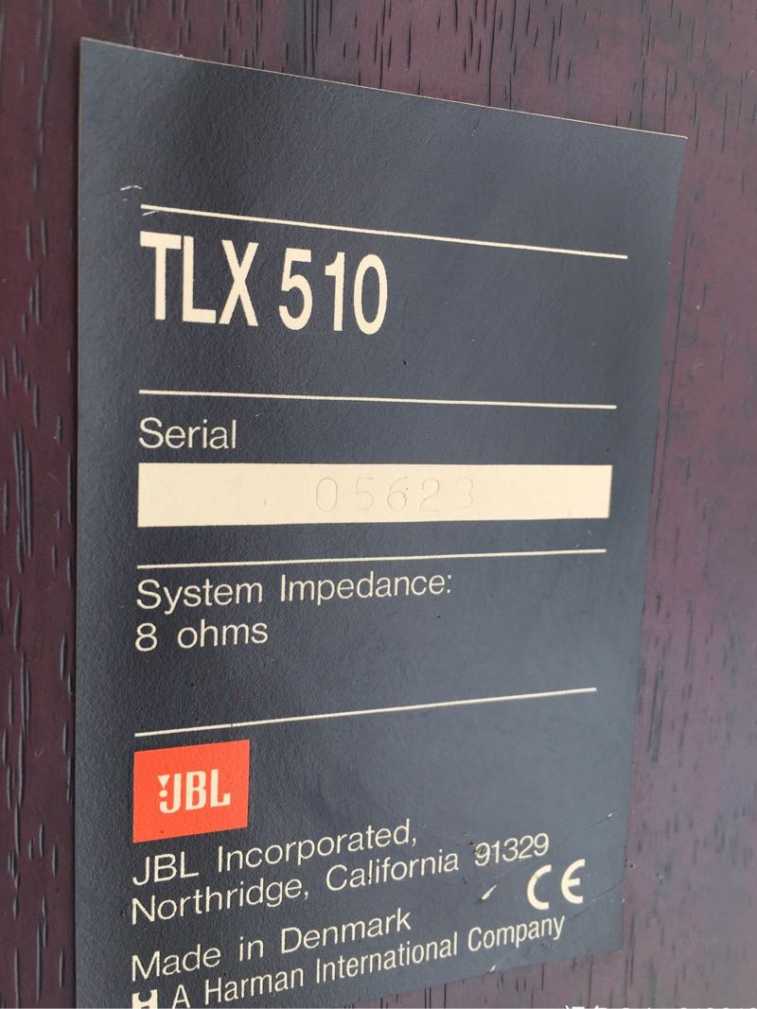 TLX 510
Serial
05623
System Impedance:
8 ohms
JBL
JBL Incorporated,
Northridge, California 91329
CE
Made in Denmark
A Harman International Company